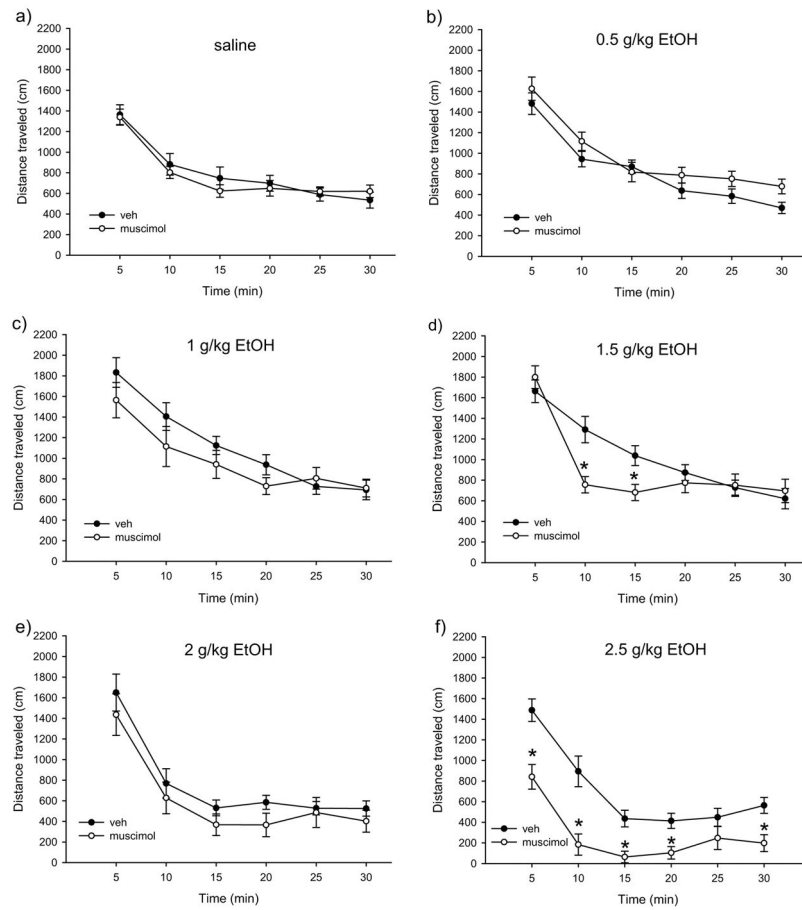 a)
saline
Distance traveled (cm)
2200
2000
1800
1600
1400
1200
1000
800
600
400
200
0
veh
muscimol
5 10 15 20 25 30
Time (min)
b)
0.5 g/kg EtOH
Distance traveled (cm)
2200
2000
1800
1600
1400
1200
1000
800
600
400
200
0
veh
muscimol
5 10 15 20 25 30
Time (min)
c)
1 g/kg EtOH
Distance traveled (cm)
2200
2000
1800
1600
1400
1200
1000
800
600
400
200
0
veh
muscimol
5 10 15 20 25 30
Time (min)
d)
1.5 g/kg EtOH
Distance traveled (cm)
2200
2000
1800
1600
1400
1200
1000
800
600
400
200
0
* *
veh
muscimol
5 10 15 20 25 30
Time (min)
e)
2 g/kg EtOH
Distance traveled (cm)
2200
2000
1800
1600
1400
1200
1000
800
600
400
200
0
veh
muscimol
5 10 15 20 25 30
Time (min)
f)
2.5 g/kg EtOH
Distance traveled (cm)
2200
2000
1800
1600
1400
1200
1000
800
600
400
200
0
* * * * *
veh
muscimol
5 10 15 20 25 30
Time (min)